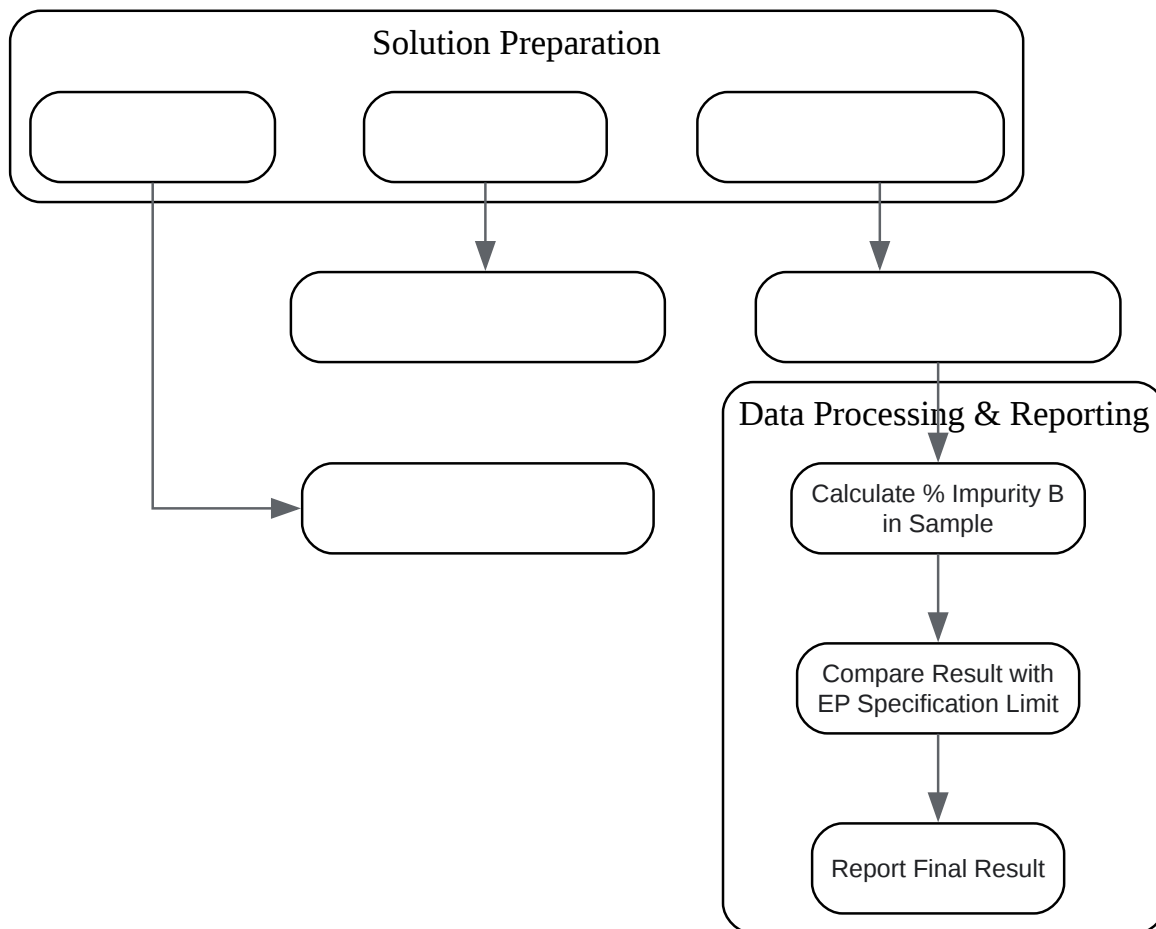 Solution Preparation
Data Processing & Reporting
Calculate % Impurity B
in Sample
Compare Result with
EP Specification Limit
Report Final Result